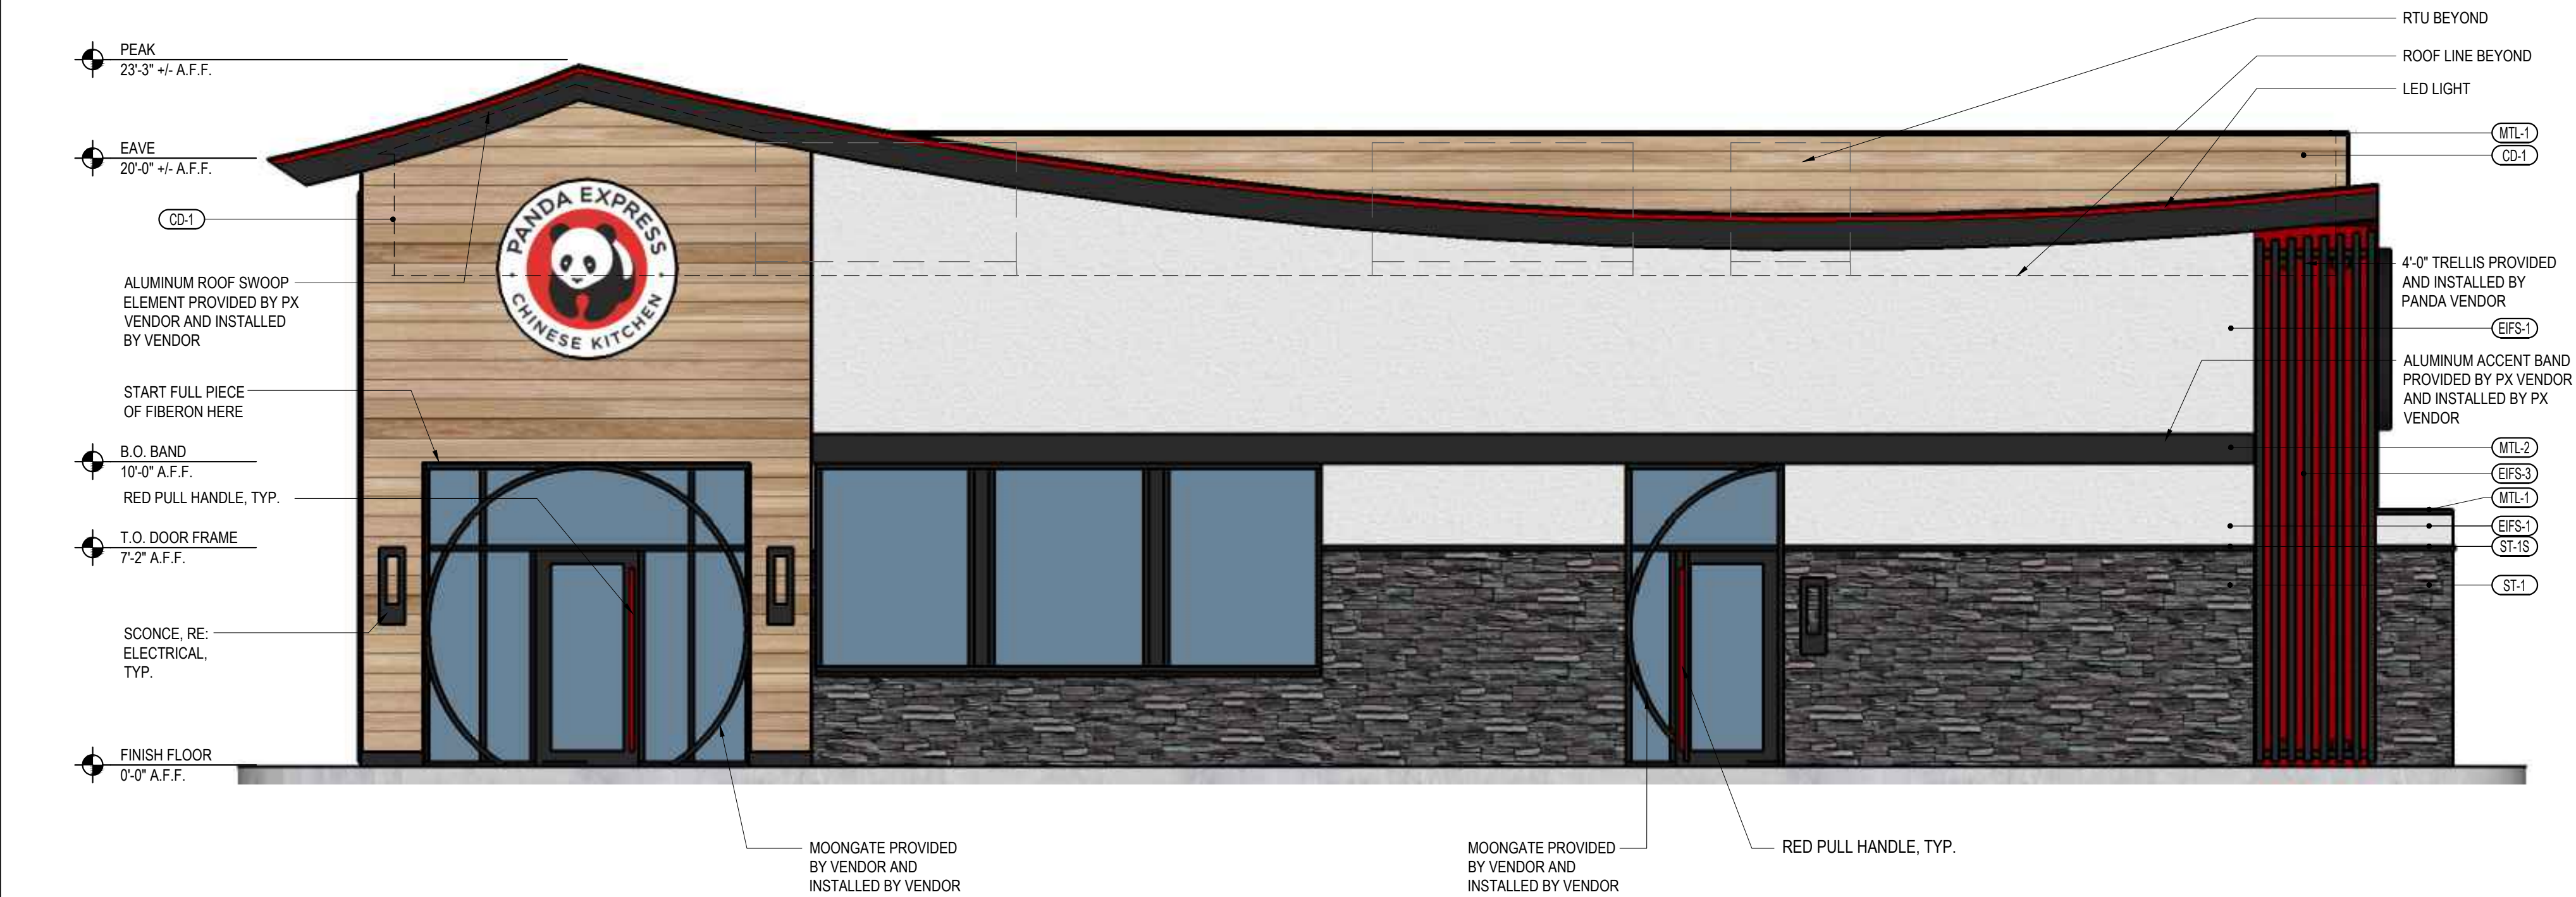 PEAK
23'-3" +/- A.F.F.
EAVE
20'-0" +/- A.F.F.
CD-1
ALUMINUM ROOF SWOOP
ELEMENT PROVIDED BY PX
VENDOR AND INSTALLED
BY VENDOR
START FULL PIECE
OF FIBERON HERE
B.O. BAND
10'-0" A.F.F.
RED PULL HANDLE, TYP.
T.O. DOOR FRAME
7'-2" A.F.F.
SCONCE, RE:
ELECTRICAL,
TYP.
FINISH FLOOR
0'-0" A.F.F.
PANDA EXPRESS
CHINESE KITCHEN
MOONGATE PROVIDED
BY VENDOR AND
INSTALLED BY VENDOR
MOONGATE PROVIDED
BY VENDOR AND
INSTALLED BY VENDOR
RED PULL HANDLE, TYP.
RTU BEYOND
ROOF LINE BEYOND
LED LIGHT
MTL-1
CD-1
4'-0" TRELLIS PROVIDED
AND INSTALLED BY
PANDA VENDOR
EIFS-1
ALUMINUM ACCENT BAND
PROVIDED BY PX VENDOR
AND INSTALLED BY PX
VENDOR
MTL-2
EIFS-3
MTL-1
EIFS-1
ST-1S
ST-1